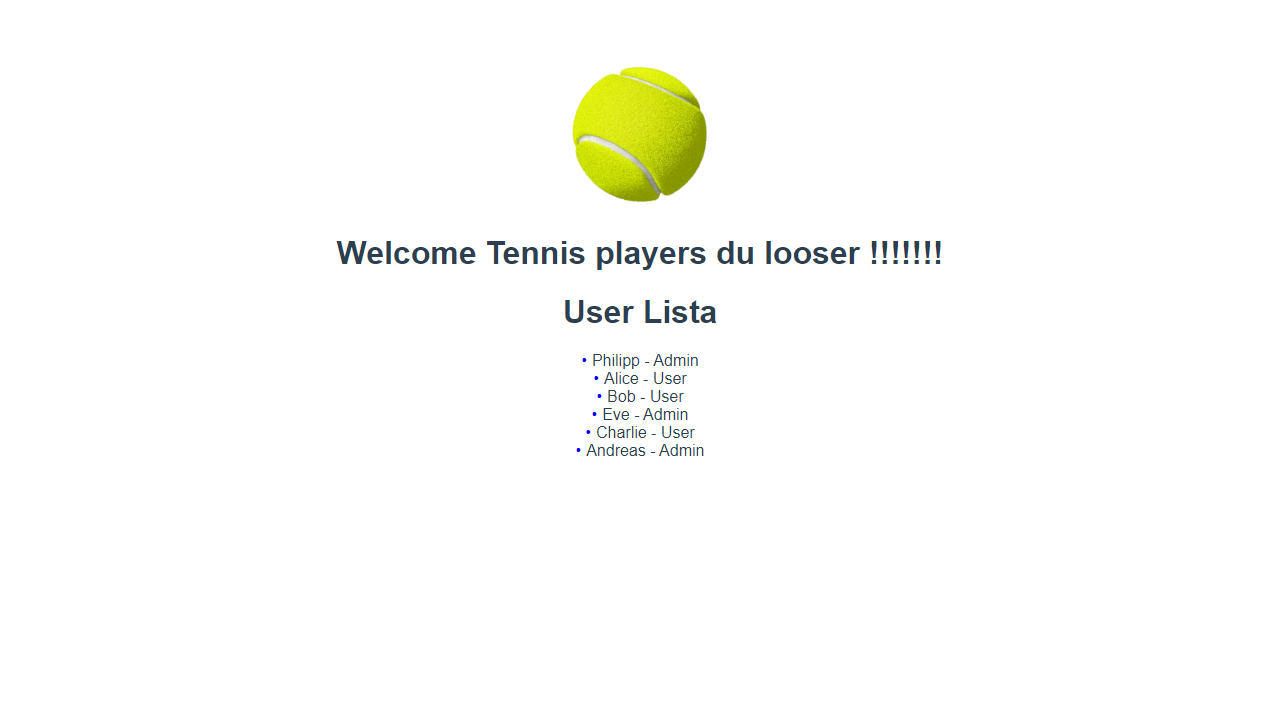 Welcome Tennis players du looser !!!!!!!
User Lista
• Philipp - Admin
• Alice - User
• Bob - User
• Eve - Admin
• Charlie - User
• Andreas - Admin